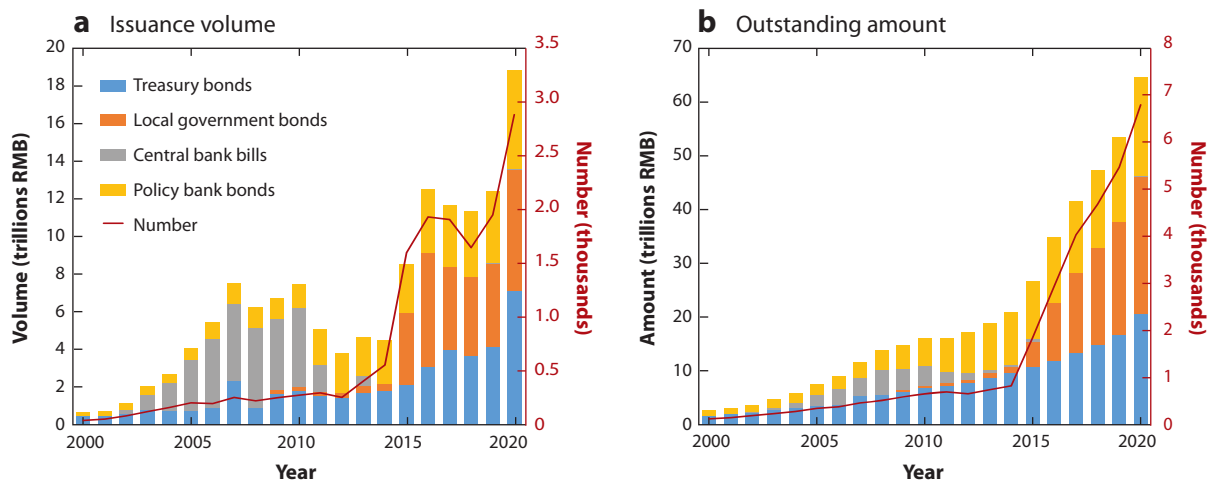 a Issuance volume
20
18
16
14
12
10
8
6
4
2
0
Volume (trillions RMB)
Treasury bonds
Local government bonds
Central bank bills
Policy bank bonds
Number
3.5
3.0
2.5
2.0
1.5
1.0
0.5
0
Number (thousands)
2000 2005 2010 2015 2020
Year
b Outstanding amount
70
60
50
40
30
20
10
0
Amount (trillions RMB)
8
7
6
5
4
3
2
1
0
Number (thousands)
2000 2005 2010 2015 2020
Year